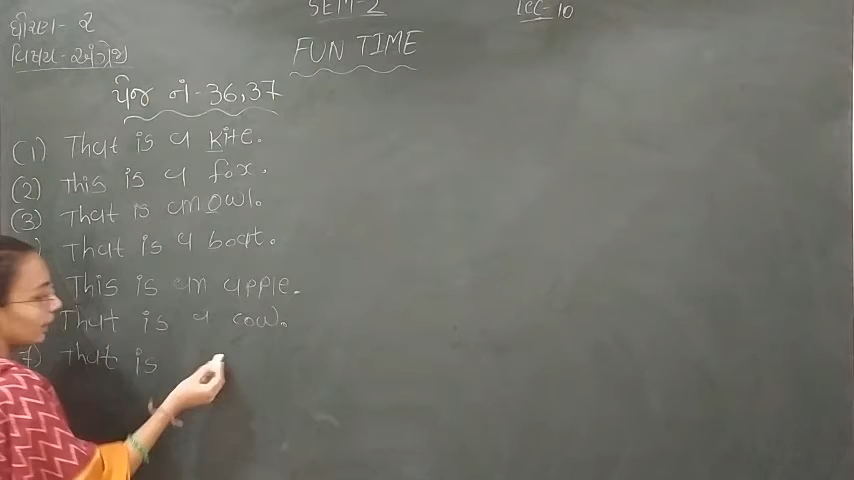 ધોરણ- ૨
વિષય-અંગ્રેજી
SEM-2
LEC-10
FUN TIME
પેજ નં-36,37
(1) That is a kite.
(2) This is a fox.
(3) That is an owl.
) That is a boat.
This is an apple.
That is a cow.
7) That is